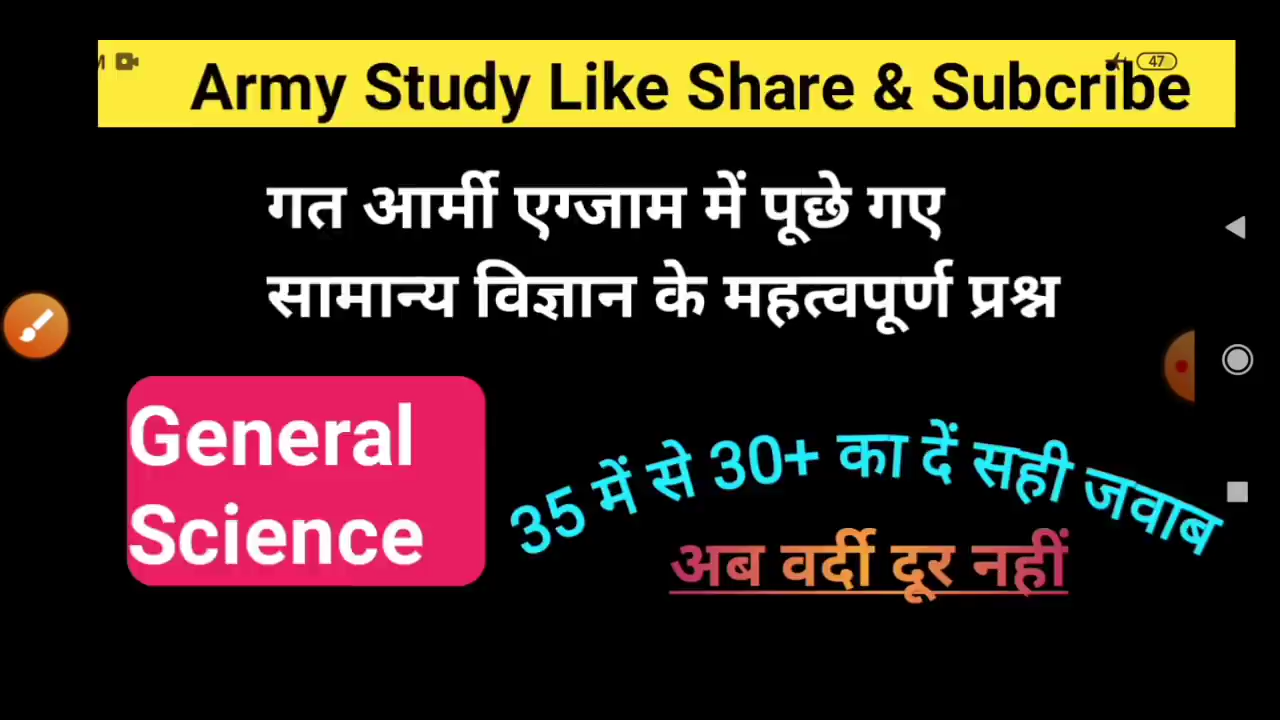 Army Study Like Share & Subcribe
47
गत आर्मी एग्जाम में पूछे गए
सामान्य विज्ञान के महत्वपूर्ण प्रश्न
General
Science
35 में से 30+ का दें सही जवाब
अब वर्दी दूर नहीं